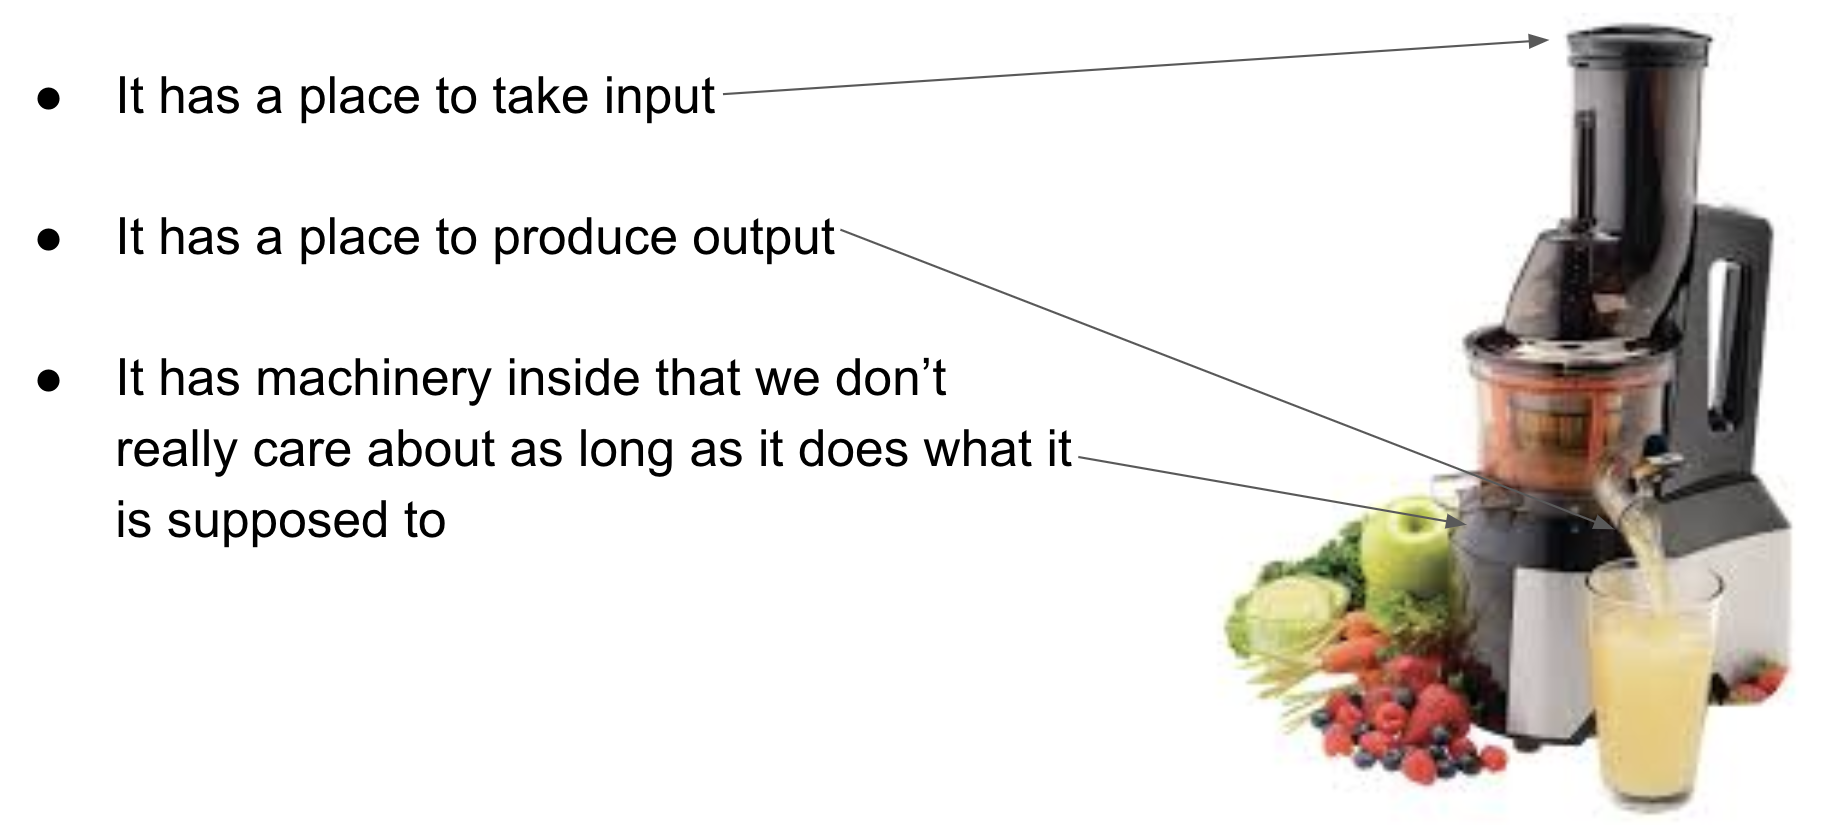 ● It has a place to take input
● It has a place to produce output
● It has machinery inside that we don’t
really care about as long as it does what it
is supposed to